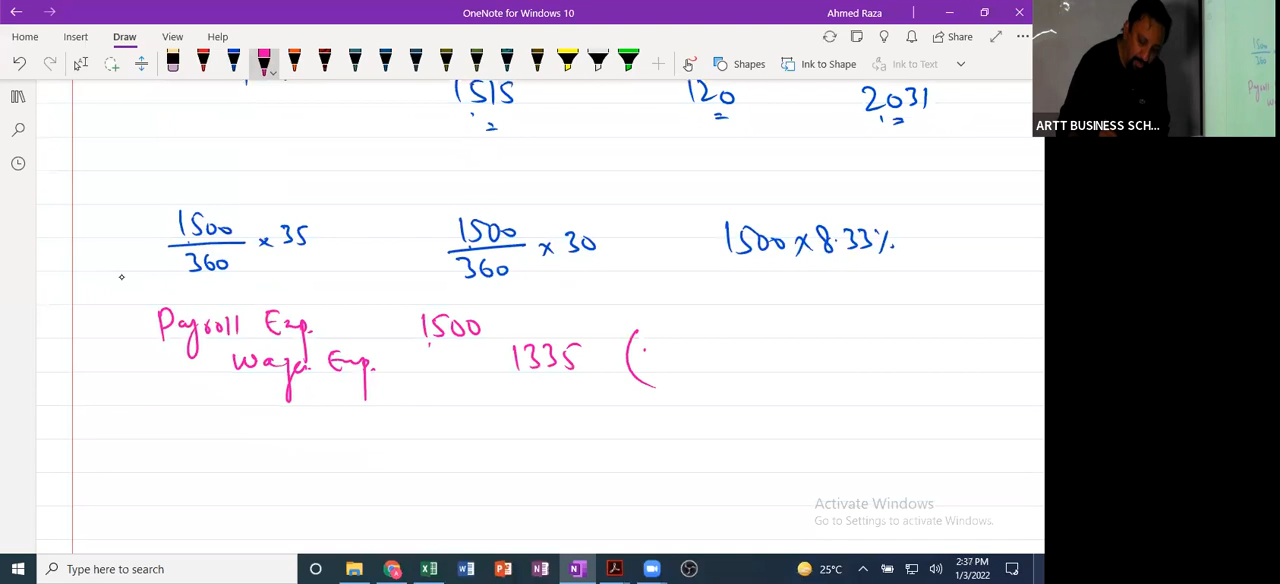 OneNote for Windows 10
Ahmed Raza
Home Insert Draw View Help
Share
Shapes Ink to Shape Ink to Text
1515 120 2031
1500/360 × 35 1500/360 × 30 1500 × 8.33%
Payroll Exp. 1500
Wages Exp. 1335 (
ARTT BUSINESS SCH...
Activate Windows
Go to Settings to activate Windows.
Type here to search
25°C
2:37 PM
1/3/2022